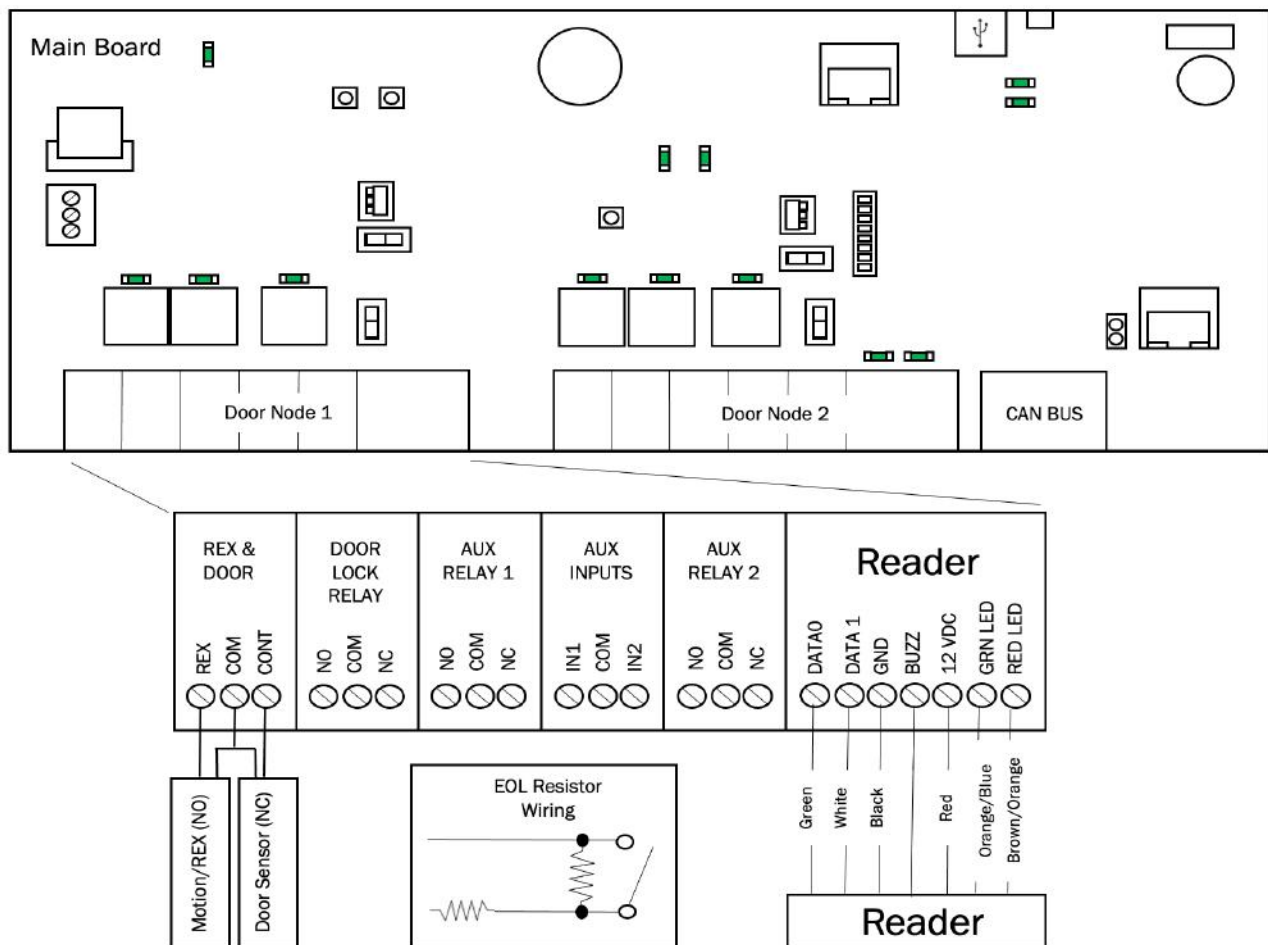 Main Board
Door Node 1
Door Node 2
CAN BUS
REX &
DOOR
DOOR
LOCK
RELAY
AUX
RELAY 1
AUX
INPUTS
AUX
RELAY 2
Reader
REX
COM
CONT
NO
COM
NC
NO
COM
NC
IN1
COM
IN2
NO
COM
NC
DATA0
DATA 1
GND
BUZZ
12 VDC
GRN LED
RED LED
Motion/REX (NO)
Door Sensor (NC)
EOL Resistor
Wiring
Green
White
Black
Red
Orange/Blue
Brown/Orange
Reader